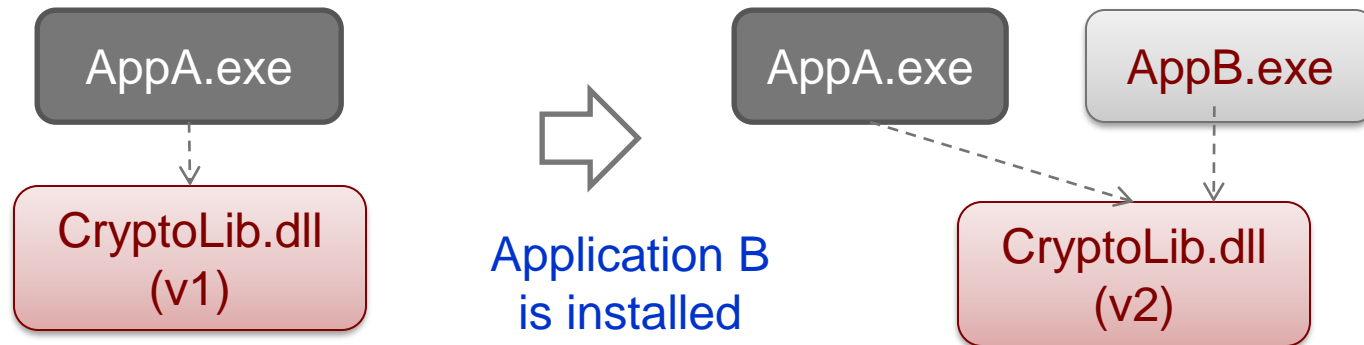 AppA.exe
CryptoLib.dll
(v1)
Application B
is installed
AppA.exe
AppB.exe
CryptoLib.dll
(v2)